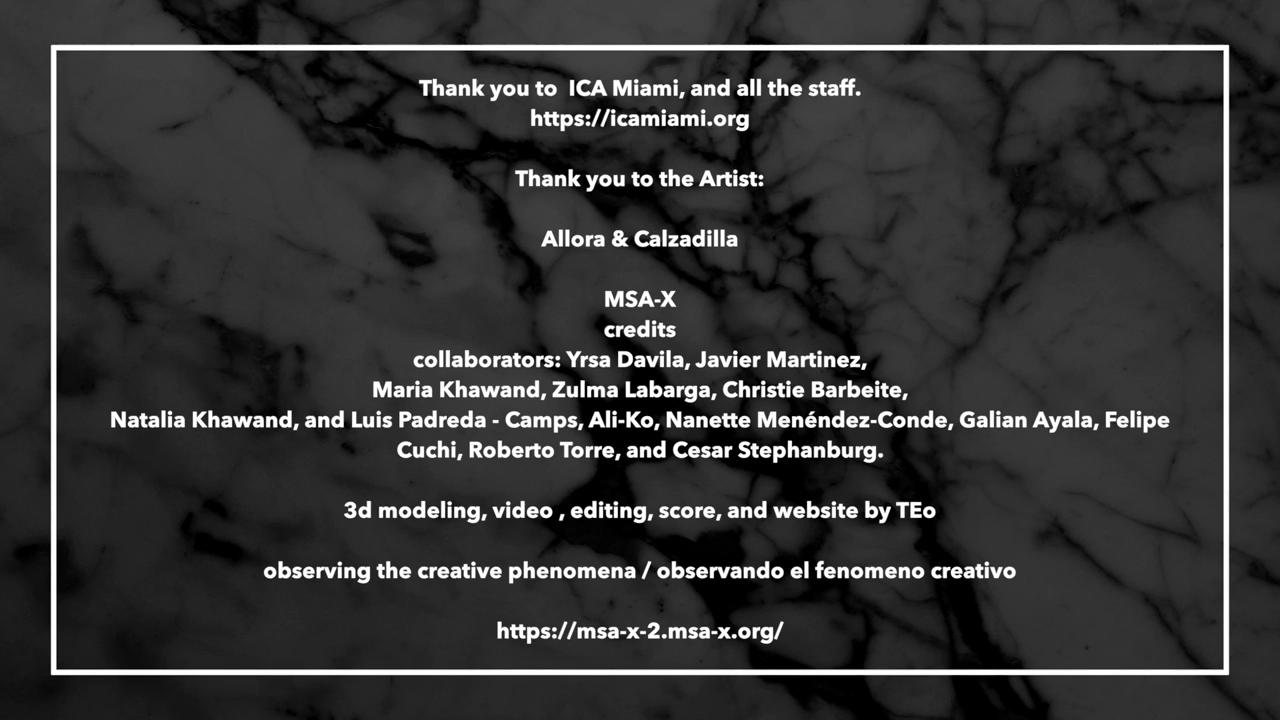 Thank you to  ICA Miami, and all the staff.
https://icamiami.org
Thank you to the Artist:
Allora & Calzadilla
MSA-X
credits
collaborators: Yrsa Davila, Javier Martinez,
Maria Khawand, Zulma Labarga, Christie Barbeite,
Natalia Khawand, and Luis Padreda - Camps, Ali-Ko, Nanette Menéndez-Conde, Galian Ayala, Felipe
Cuchi, Roberto Torre, and Cesar Stephanburg.
3d modeling, video , editing, score, and website by TEo
observing the creative phenomena / observando el fenomeno creativo
https://msa-x-2.msa-x.org/